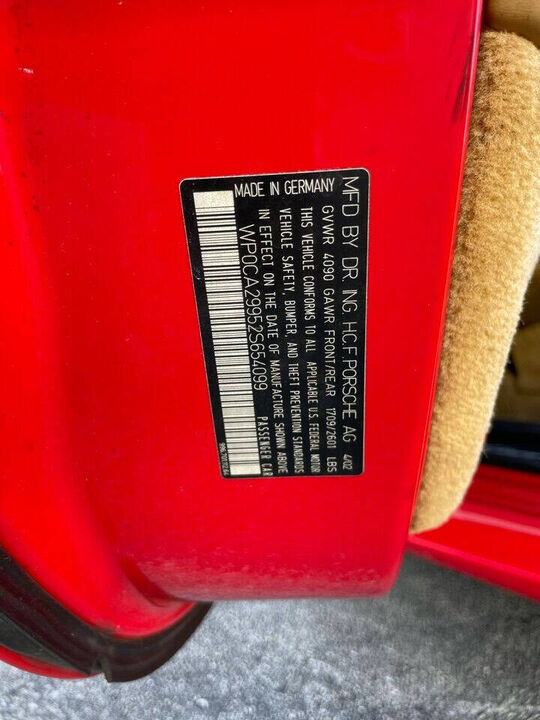 MFD BY DR. ING. H.C.F. PORSCHE AG 4/02
GVWR 4090 GAWR FRONT/REAR 1709/2601 LBS
THIS VEHICLE CONFORMS TO ALL APPLICABLE U.S. FEDERAL MOTOR
VEHICLE SAFETY, BUMPER, AND THEFT PREVENTION STANDARDS
IN EFFECT ON THE DATE OF MANUFACTURE SHOWN ABOVE
WP0CA29952S654099 PASSENGER CAR
MADE IN GERMANY